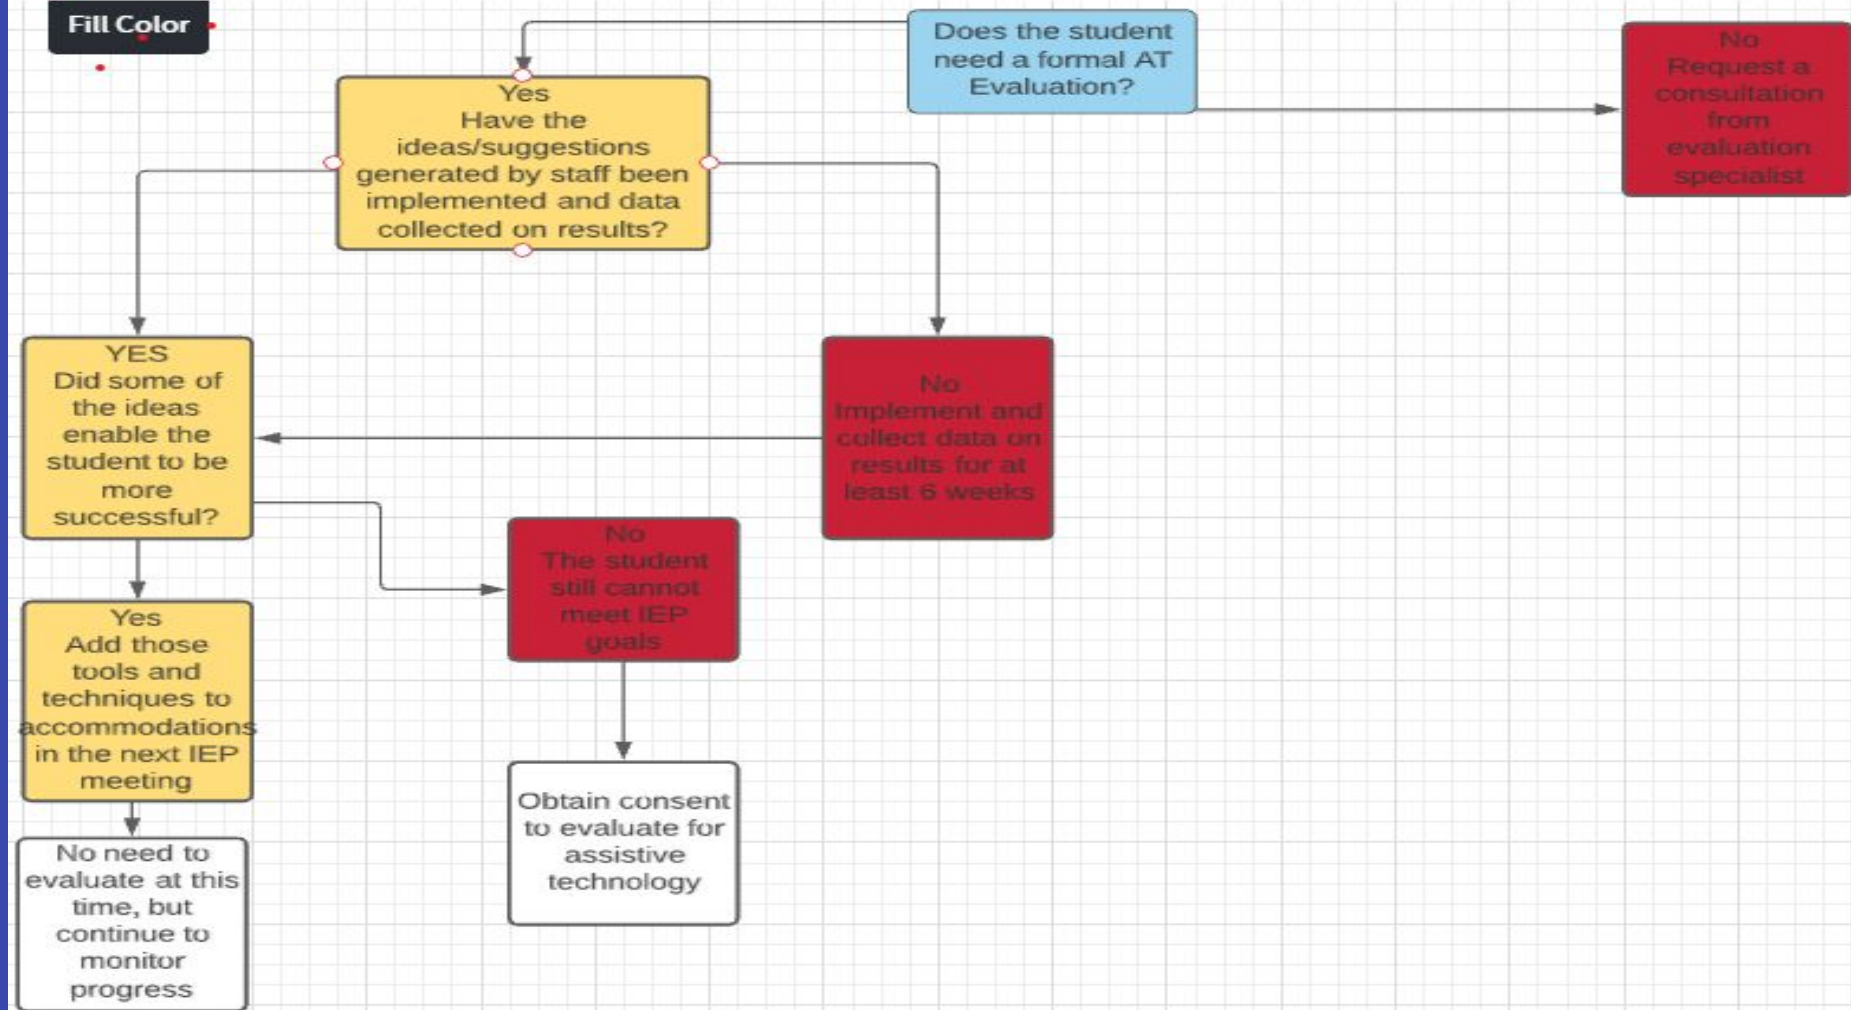 Fill Color
Does the student
need a formal AT
Evaluation?
No
Request a
consultation
from
evaluation
specialist
Yes
Have the
ideas/suggestions
generated by staff been
implemented and data
collected on results?
YES
Did some of
the ideas
enable the
student to be
more
successful?
No
Implement and
collect data on
results for at
least 6 weeks
No
The student
still cannot
meet IEP
goals
Yes
Add those
tools and
techniques to
accommodations
in the next IEP
meeting
Obtain consent
to evaluate for
assistive
technology
No need to
evaluate at this
time, but
continue to
monitor
progress